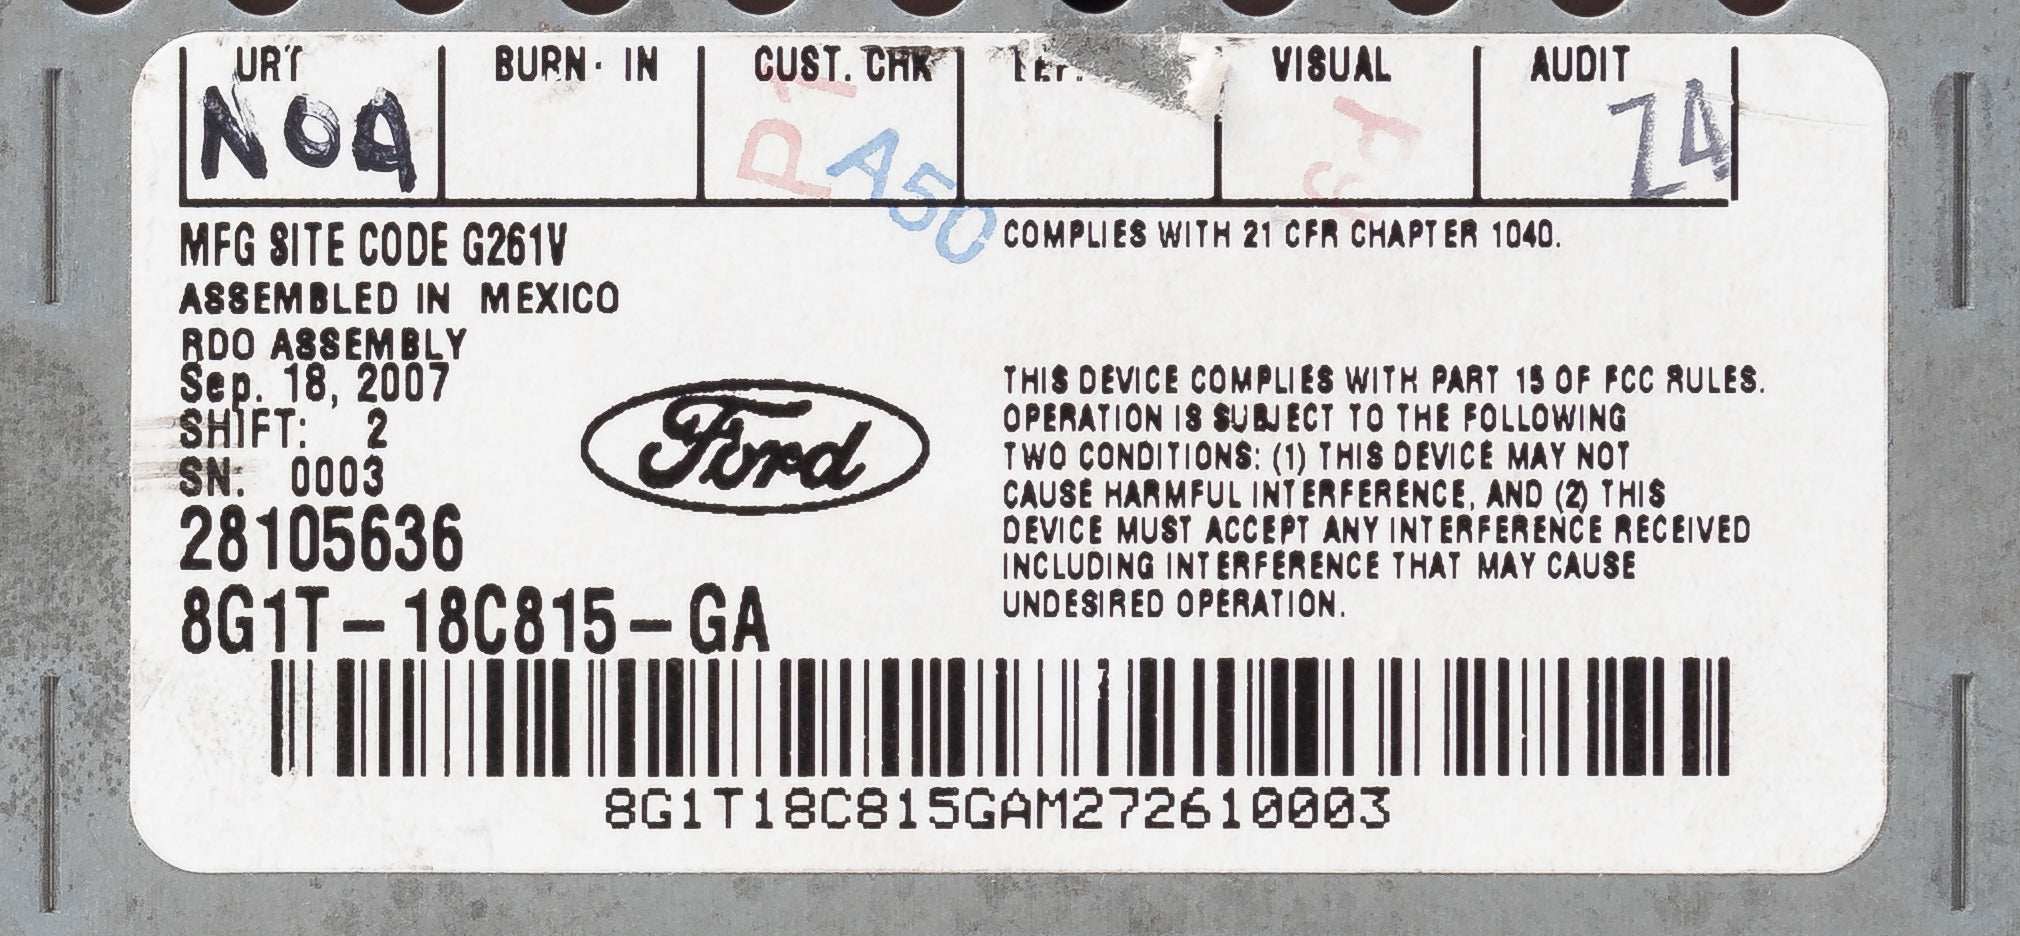 URT BURN- IN CUST. CHK VISUAL AUDIT
N0A P1 A50 Z4
MFG SITE CODE G261V
COMPLIES WITH 21 CFR CHAPTER 1040.
ASSEMBLED IN MEXICO
RDO ASSEMBLY
Sep. 18, 2007
SHIFT: 2
SN: 0003
28105636
8G1T-18C815-GA
Ford
THIS DEVICE COMPLIES WITH PART 15 OF FCC RULES.
OPERATION IS SUBJECT TO THE FOLLOWING
TWO CONDITIONS: (1) THIS DEVICE MAY NOT
CAUSE HARMFUL INTERFERENCE, AND (2) THIS
DEVICE MUST ACCEPT ANY INTERFERENCE RECEIVED
INCLUDING INTERFERENCE THAT MAY CAUSE
UNDESIRED OPERATION.
8G1T18C815GAM272610003